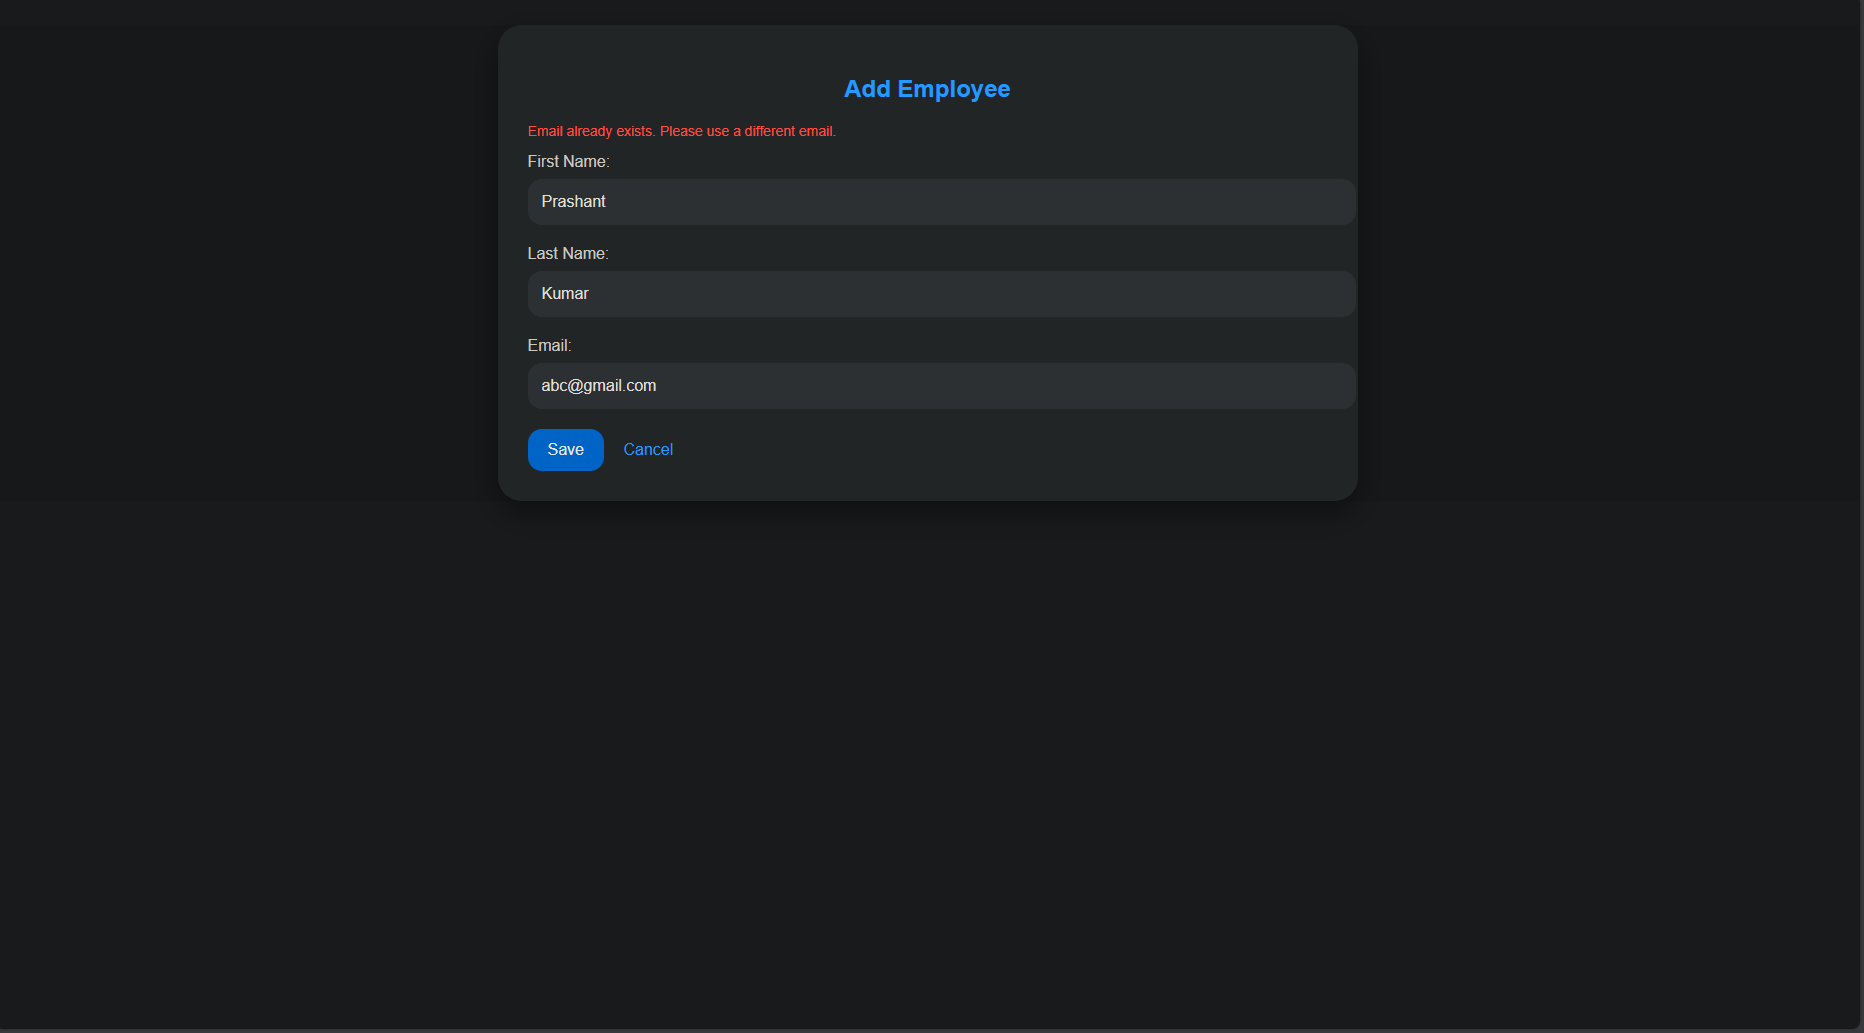 Add Employee
Email already exists. Please use a different email.
First Name:
Prashant
Last Name:
Kumar
Email:
abc@gmail.com
Save Cancel